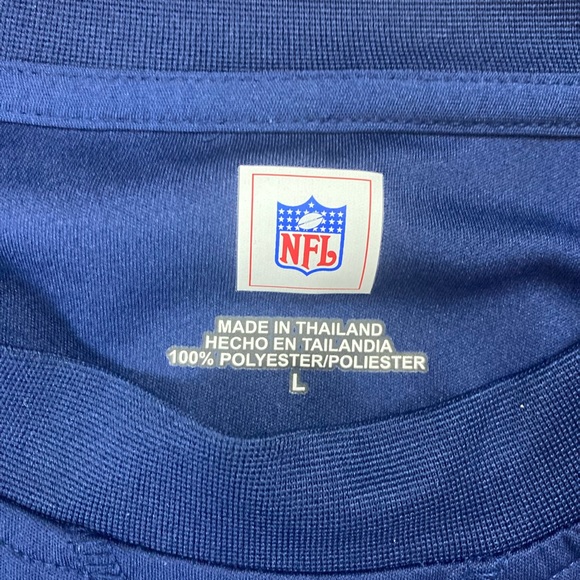 NFL
MADE IN THAILAND
HECHO EN TAILANDIA
100% POLYESTER/POLIESTER
L